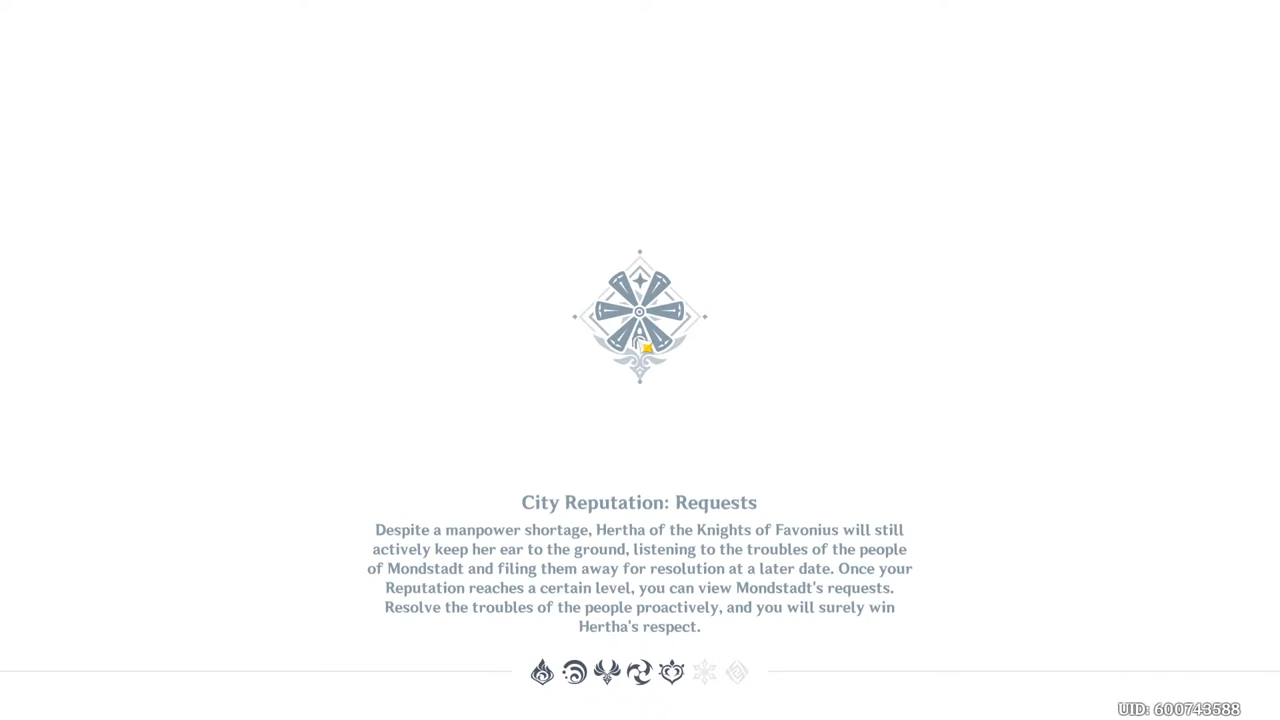 City Reputation: Requests
Despite a manpower shortage, Hertha of the Knights of Favonius will still
actively keep her ear to the ground, listening to the troubles of the people
of Mondstadt and filing them away for resolution at a later date. Once your
Reputation reaches a certain level, you can view Mondstadt's requests.
Resolve the troubles of the people proactively, and you will surely win
Hertha's respect.
UID: 600743588